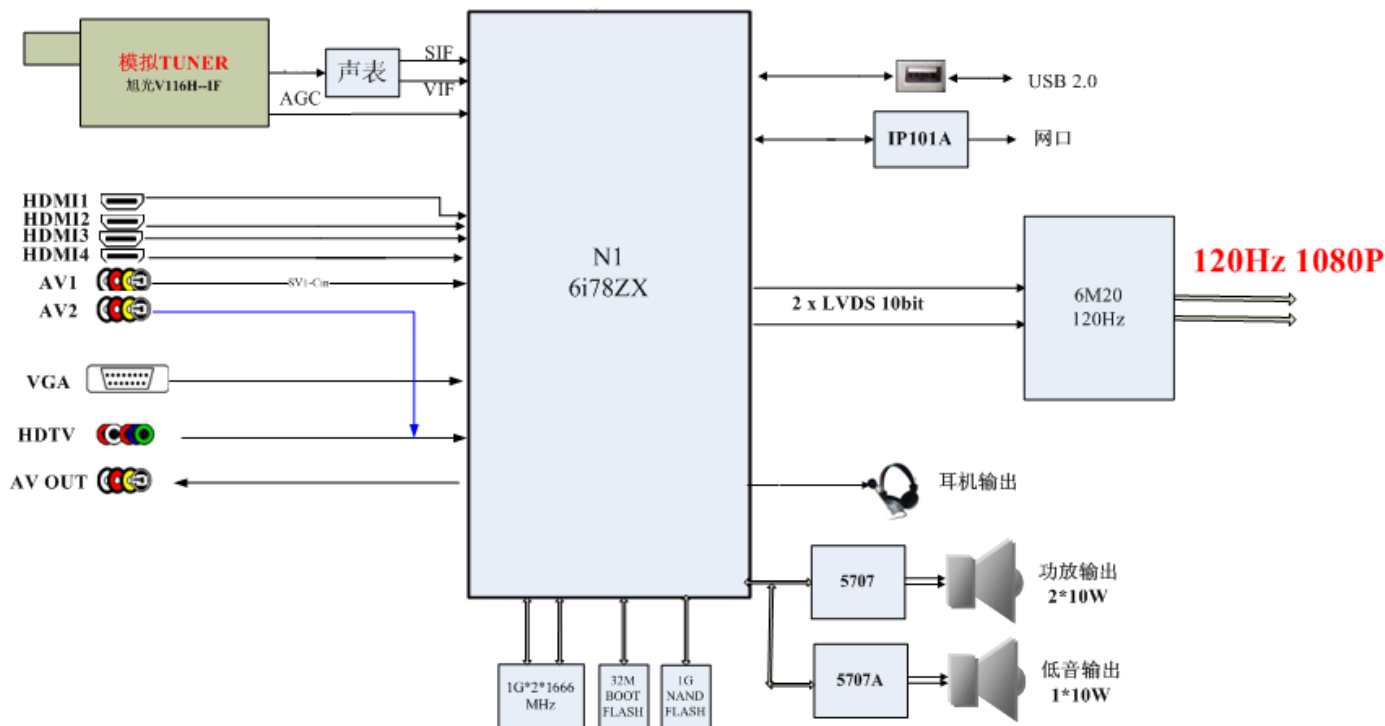 模拟TUNER
旭光V116H--IF
声表
SIF
VIF
AGC
HDMI1
HDMI2
HDMI3
HDMI4
AV1
SV1-Cin
AV2
VGA
HDTV
AV OUT
N1
6i78ZX
USB 2.0
IP101A
网口
2 x LVDS 10bit
6M20
120Hz
120Hz 1080P
耳机输出
5707
功放输出
2*10W
5707A
低音输出
1*10W
1G*2*1666
MHz
32M
BOOT
FLASH
1G
NAND
FLASH